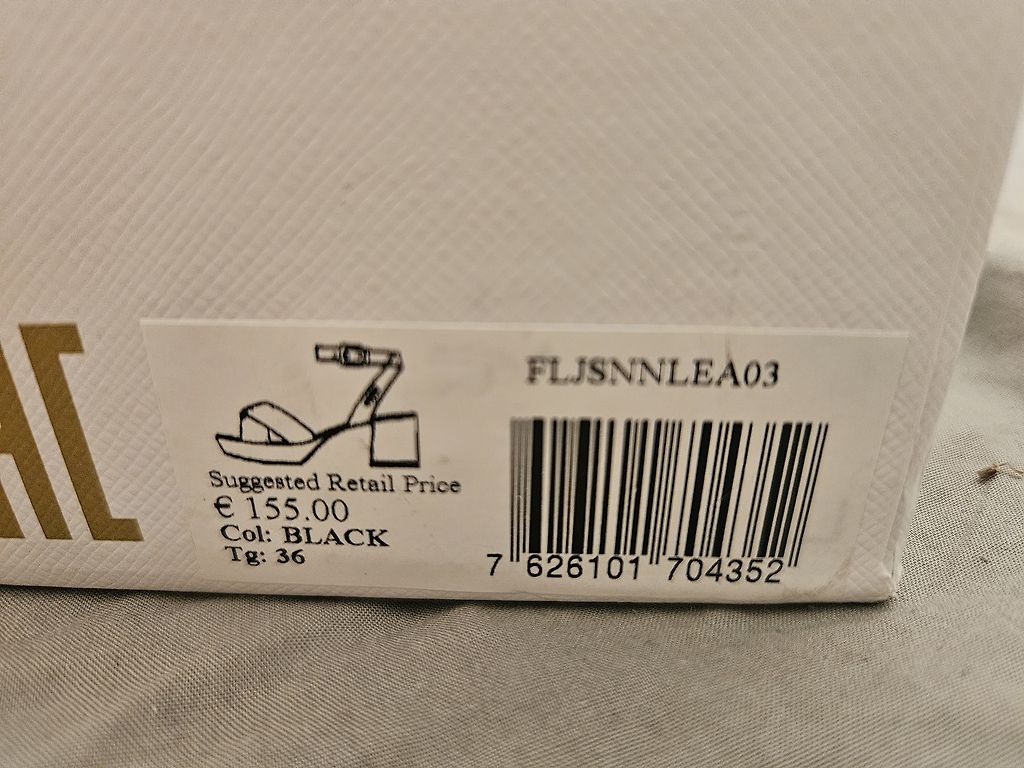 FLJSNNLEA03
Suggested Retail Price
€ 155.00
Col: BLACK
Tg: 36
7 626101 704352